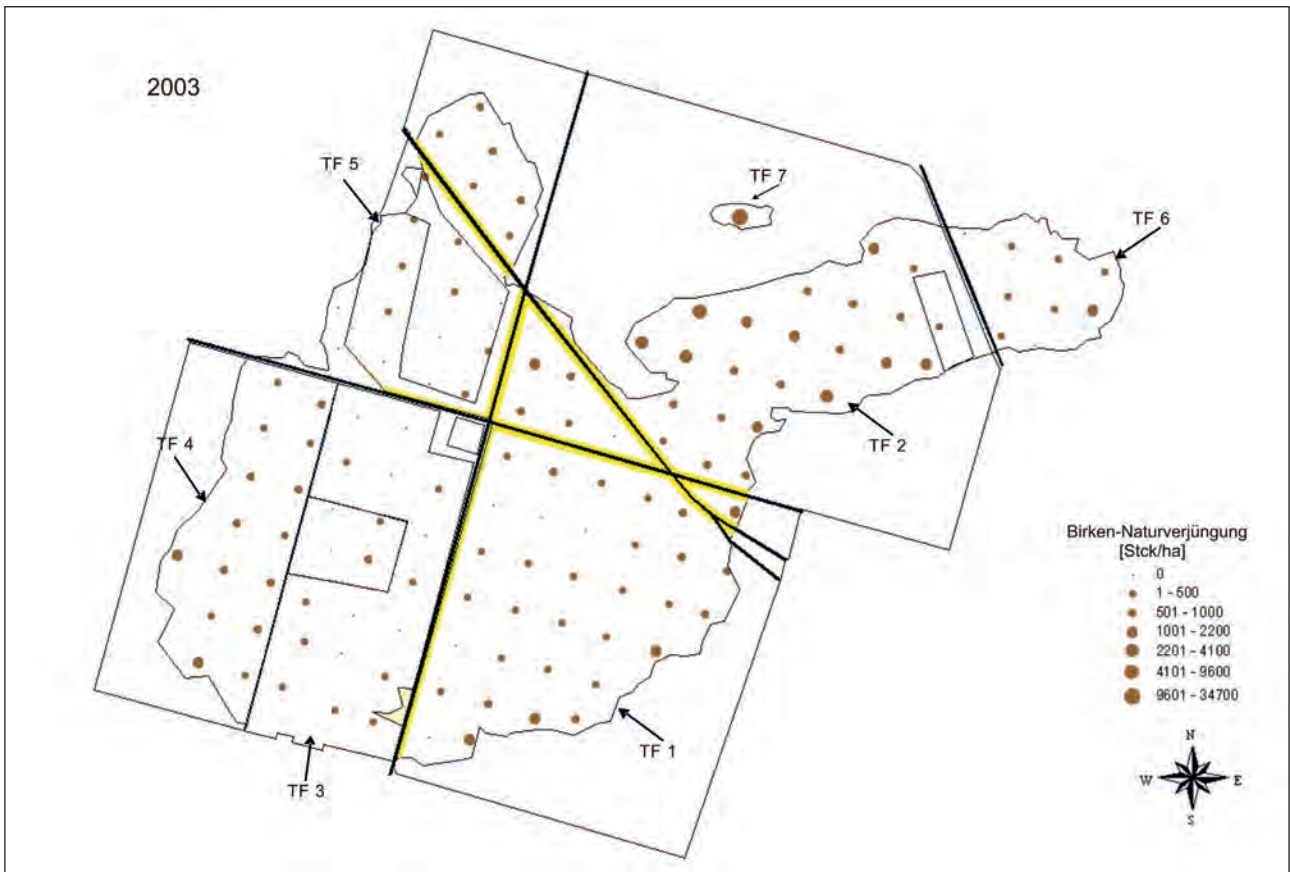 2003
TF 5
TF 7
TF 6
TF 4
TF 2
TF 1
TF 3
Birken-Naturverjüngung
[Stck/ha]
0
1 - 500
501 - 1000
1001 - 2200
2201 - 4100
4101 - 9600
9601 - 34700
N
W E
S